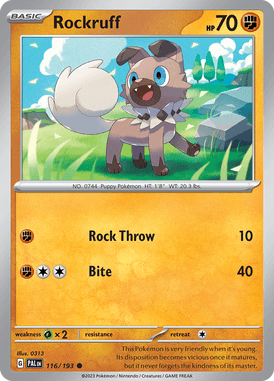 BASIC
Rockruff
HP 70
NO. 0744 Puppy Pokémon HT: 1'8" WT: 20.3 lbs.
Rock Throw 10
Bite 40
weakness ×2 resistance retreat
Illus. 0313
G PAL EN 116/193
This Pokémon is very friendly when it's young.
Its disposition becomes vicious once it matures,
but it never forgets the kindness of its master.
©2023 Pokémon / Nintendo / Creatures / GAME FREAK